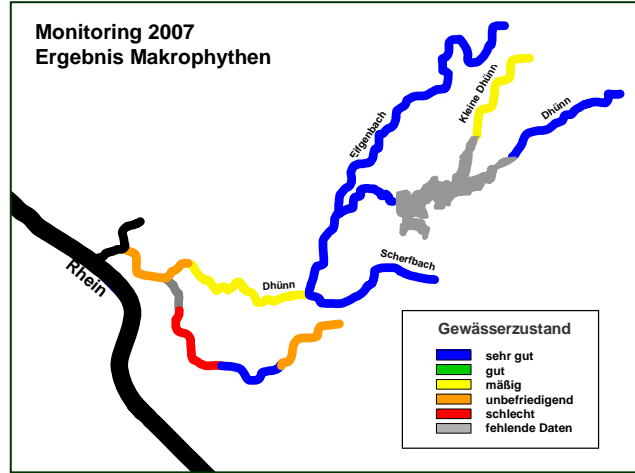 Monitoring 2007
Ergebnis Makrophythen
Eifgenbach
Kleine Dhünn
Dhünn
Rhein
Dhünn
Scherfbach
Gewässerzustand
sehr gut
gut
mäßig
unbefriedigend
schlecht
fehlende Daten